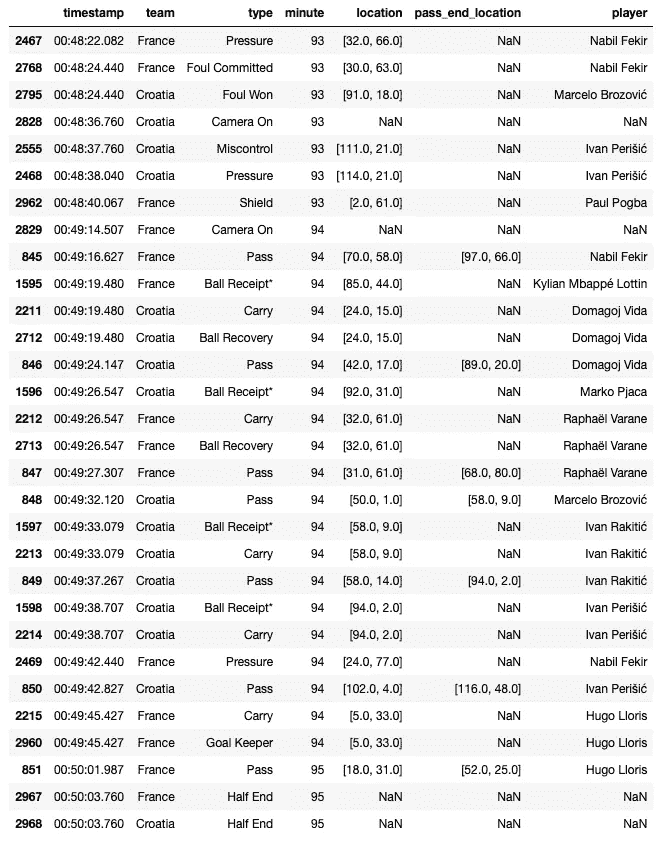 timestamp team type minute location pass_end_location player
2467 00:48:22.082 France Pressure 93 [32.0, 66.0] NaN Nabil Fekir
2768 00:48:24.440 France Foul Committed 93 [30.0, 63.0] NaN Nabil Fekir
2795 00:48:24.440 Croatia Foul Won 93 [91.0, 18.0] NaN Marcelo Brozović
2828 00:48:36.760 Croatia Camera On 93 NaN NaN NaN
2555 00:48:37.760 Croatia Miscontrol 93 [111.0, 21.0] NaN Ivan Perišić
2468 00:48:38.040 Croatia Pressure 93 [114.0, 21.0] NaN Ivan Perišić
2962 00:48:40.067 France Shield 93 [2.0, 61.0] NaN Paul Pogba
2829 00:49:14.507 France Camera On 94 NaN NaN NaN
845 00:49:16.627 France Pass 94 [70.0, 58.0] [97.0, 66.0] Nabil Fekir
1595 00:49:19.480 France Ball Receipt* 94 [85.0, 44.0] NaN Kylian Mbappé Lottin
2211 00:49:19.480 Croatia Carry 94 [24.0, 15.0] NaN Domagoj Vida
2712 00:49:19.480 Croatia Ball Recovery 94 [24.0, 15.0] NaN Domagoj Vida
846 00:49:24.147 Croatia Pass 94 [42.0, 17.0] [89.0, 20.0] Domagoj Vida
1596 00:49:26.547 Croatia Ball Receipt* 94 [92.0, 31.0] NaN Marko Pjaca
2212 00:49:26.547 France Carry 94 [32.0, 61.0] NaN Raphaël Varane
2713 00:49:26.547 France Ball Recovery 94 [32.0, 61.0] NaN Raphaël Varane
847 00:49:27.307 France Pass 94 [31.0, 61.0] [68.0, 80.0] Raphaël Varane
848 00:49:32.120 Croatia Pass 94 [50.0, 1.0] [58.0, 9.0] Marcelo Brozović
1597 00:49:33.079 Croatia Ball Receipt* 94 [58.0, 9.0] NaN Ivan Rakitić
2213 00:49:33.079 Croatia Carry 94 [58.0, 9.0] NaN Ivan Rakitić
849 00:49:37.267 Croatia Pass 94 [58.0, 14.0] [94.0, 2.0] Ivan Rakitić
1598 00:49:38.707 Croatia Ball Receipt* 94 [94.0, 2.0] NaN Ivan Perišić
2214 00:49:38.707 Croatia Carry 94 [94.0, 2.0] NaN Ivan Perišić
2469 00:49:42.440 France Pressure 94 [24.0, 77.0] NaN Nabil Fekir
850 00:49:42.827 Croatia Pass 94 [102.0, 4.0] [116.0, 48.0] Ivan Perišić
2215 00:49:45.427 France Carry 94 [5.0, 33.0] NaN Hugo Lloris
2960 00:49:45.427 France Goal Keeper 94 [5.0, 33.0] NaN Hugo Lloris
851 00:50:01.987 France Pass 95 [18.0, 31.0] [52.0, 25.0] Hugo Lloris
2967 00:50:03.760 France Half End 95 NaN NaN NaN
2968 00:50:03.760 Croatia Half End 95 NaN NaN NaN